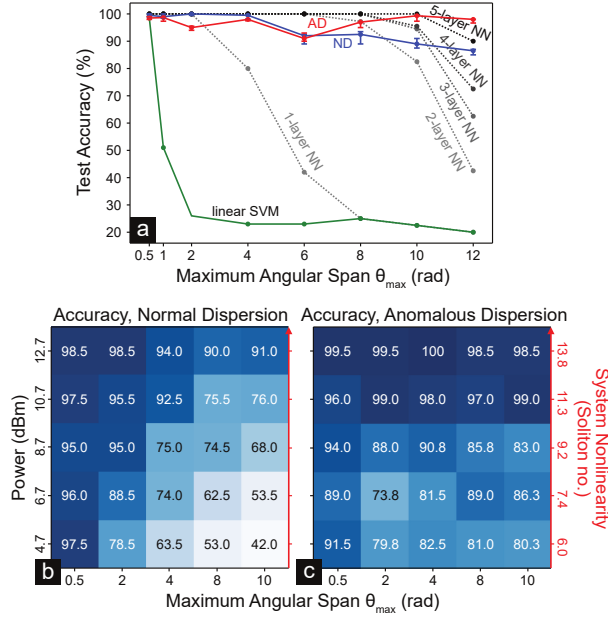 100
90
80
70
60
50
40
30
20
Test Accuracy (%)
AD
ND
5-layer NN
4-layer NN
3-layer NN
2-layer NN
1-layer NN
linear SVM
a
0.5 1 2 4 6 8 10 12
Maximum Angular Span θmax (rad)
Accuracy, Normal Dispersion
Accuracy, Anomalous Dispersion
Power (dBm)
12.7 98.5 98.5 94.0 90.0 91.0
10.7 97.5 95.5 92.5 75.5 76.0
8.7 95.0 95.0 75.0 74.5 68.0
6.7 96.0 88.5 74.0 62.5 53.5
4.7 97.5 78.5 63.5 53.0 42.0
b
0.5 2 4 8 10
99.5 99.5 100 98.5 98.5 13.8
96.0 99.0 98.0 97.0 99.0 11.3
94.0 88.0 90.8 85.8 83.0 9.2
89.0 73.8 81.5 89.0 86.3 7.4
91.5 79.8 82.5 81.0 80.3 6.0
c
0.5 2 4 8 10
System Nonlinearity
(Soliton no.)
Maximum Angular Span θmax (rad)